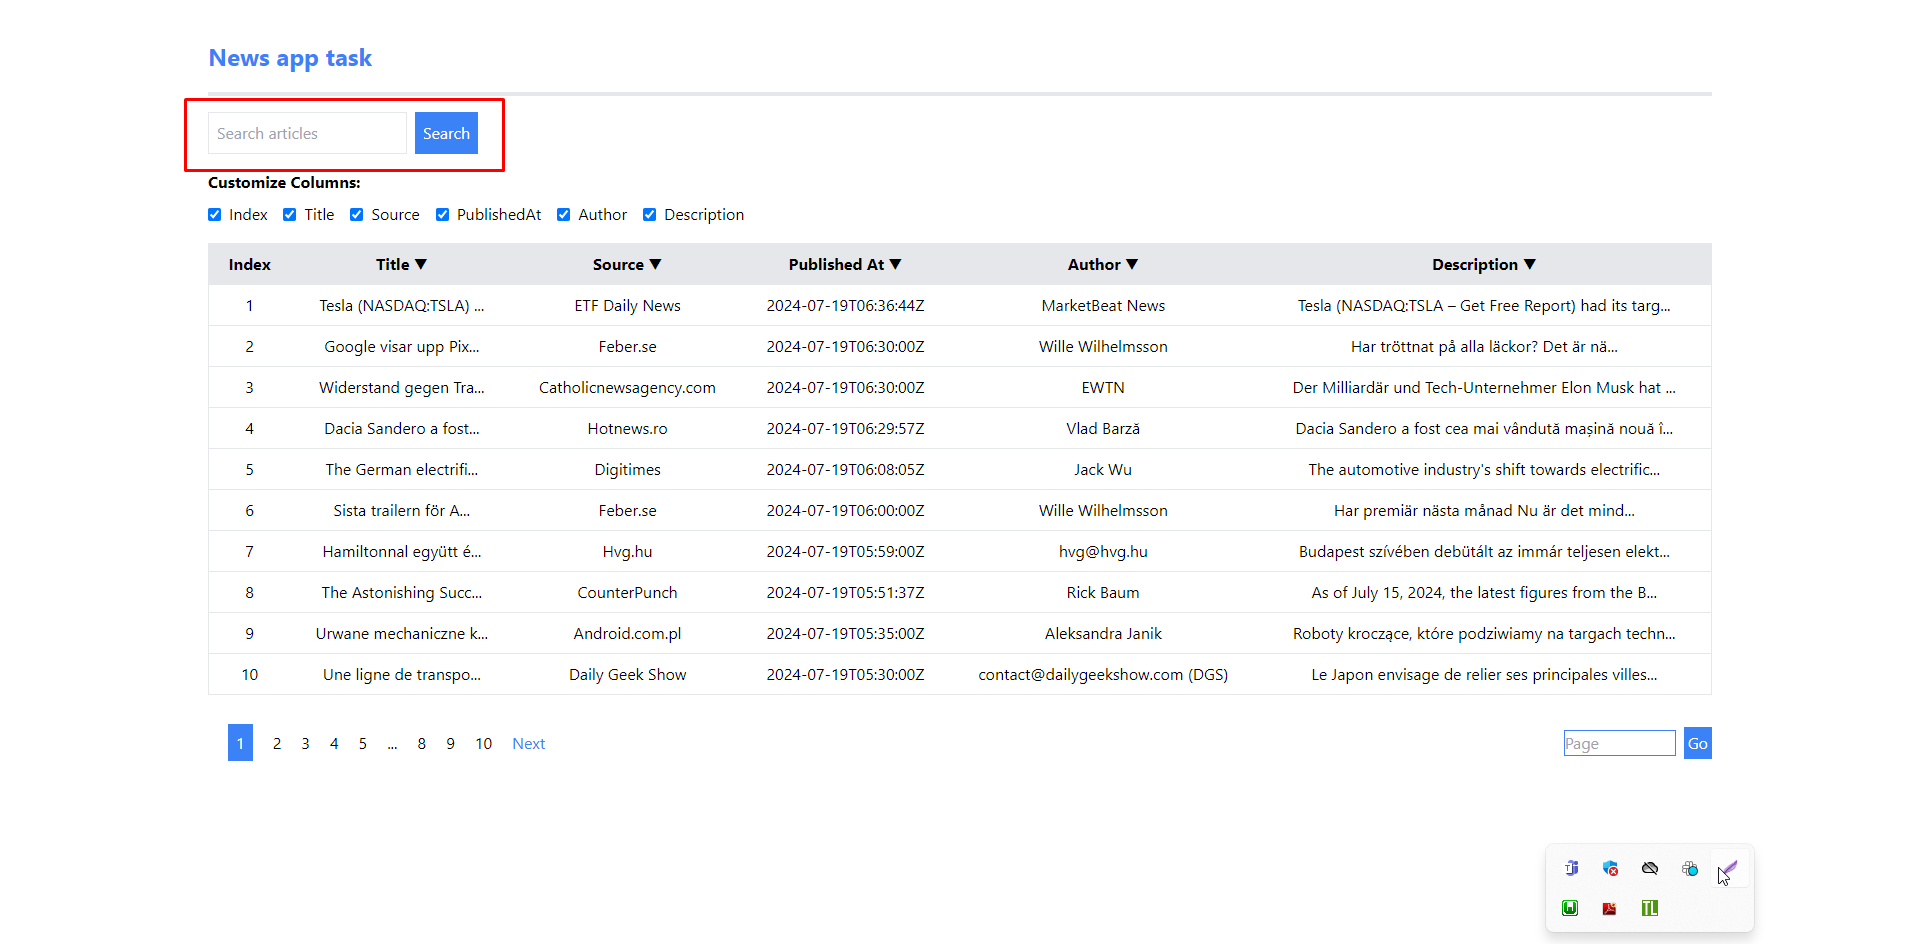 News app task
Search articles Search
Customize Columns:
Index Title Source PublishedAt Author Description
Index Title ▼ Source ▼ Published At ▼ Author ▼ Description ▼
1 Tesla (NASDAQ:TSLA) ... ETF Daily News 2024-07-19T06:36:44Z MarketBeat News Tesla (NASDAQ:TSLA – Get Free Report) had its targ...
2 Google visar upp Pix... Feber.se 2024-07-19T06:30:00Z Wille Wilhelmsson Har tröttnat på alla läckor? Det är nä...
3 Widerstand gegen Tra... Catholicnewsagency.com 2024-07-19T06:30:00Z EWTN Der Milliardär und Tech-Unternehmer Elon Musk hat ...
4 Dacia Sandero a fost... Hotnews.ro 2024-07-19T06:29:57Z Vlad Barză Dacia Sandero a fost cea mai vândută mașină nouă î...
5 The German electrifi... Digitimes 2024-07-19T06:08:05Z Jack Wu The automotive industry's shift towards electrific...
6 Sista trailern för A... Feber.se 2024-07-19T06:00:00Z Wille Wilhelmsson Har premiär nästa månad Nu är det mind...
7 Hamiltonnal együtt é... Hvg.hu 2024-07-19T05:59:00Z hvg@hvg.hu Budapest szívében debütált az immár teljesen elekt...
8 The Astonishing Succ... CounterPunch 2024-07-19T05:51:37Z Rick Baum As of July 15, 2024, the latest figures from the B...
9 Urwane mechaniczne k... Android.com.pl 2024-07-19T05:35:00Z Aleksandra Janik Roboty kroczące, które podziwiamy na targach techn...
10 Une ligne de transpo... Daily Geek Show 2024-07-19T05:30:00Z contact@dailygeekshow.com (DGS) Le Japon envisage de relier ses principales villes...
1 2 3 4 5 ... 8 9 10 Next Page Go
TL